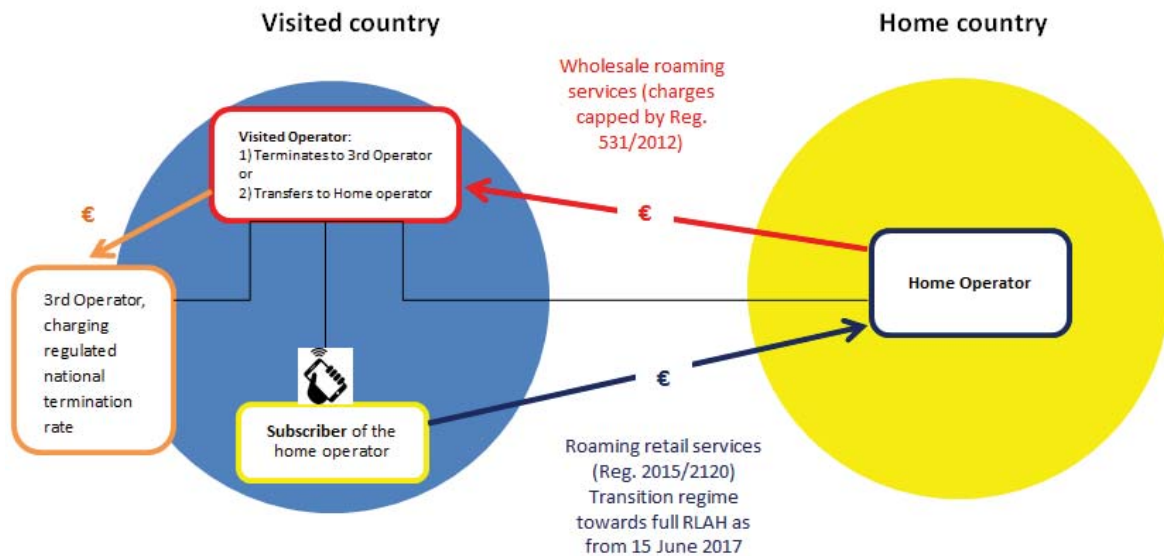 Visited country
Home country
Wholesale roaming
services (charges
capped by Reg.
531/2012)
Visited Operator:
1) Terminates to 3rd Operator
or
2) Transfers to Home operator
€
€
3rd Operator,
charging
regulated
national
termination
rate
Home Operator
€
Subscriber of the
home operator
Roaming retail services
(Reg. 2015/2120)
Transition regime
towards full RLAH as
from 15 June 2017